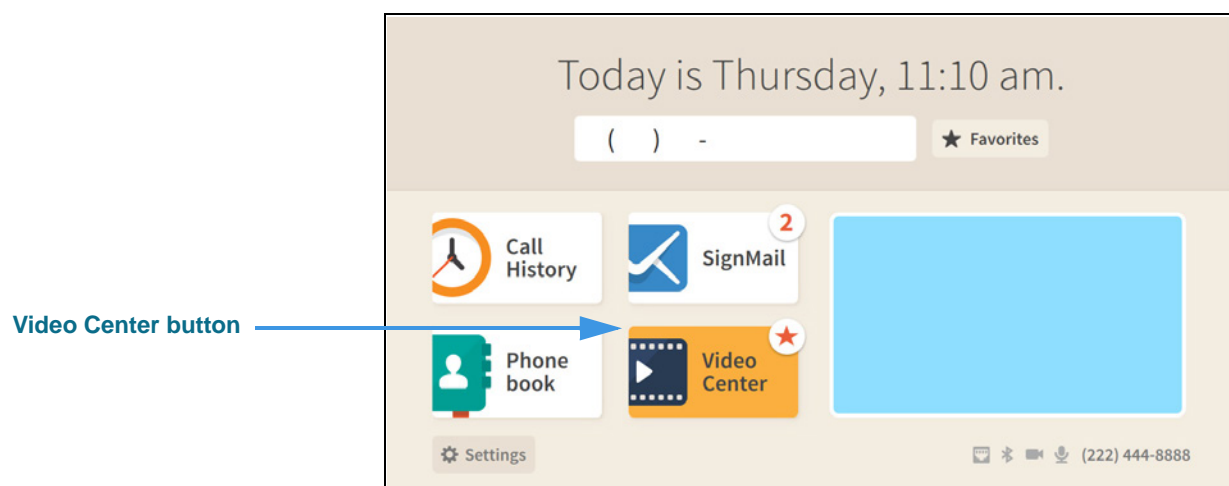 Today is Thursday, 11:10 am.
( ) -
★ Favorites
Call
History
2
SignMail
Video Center button
Phone
book
Video
Center
Settings
(222) 444-8888